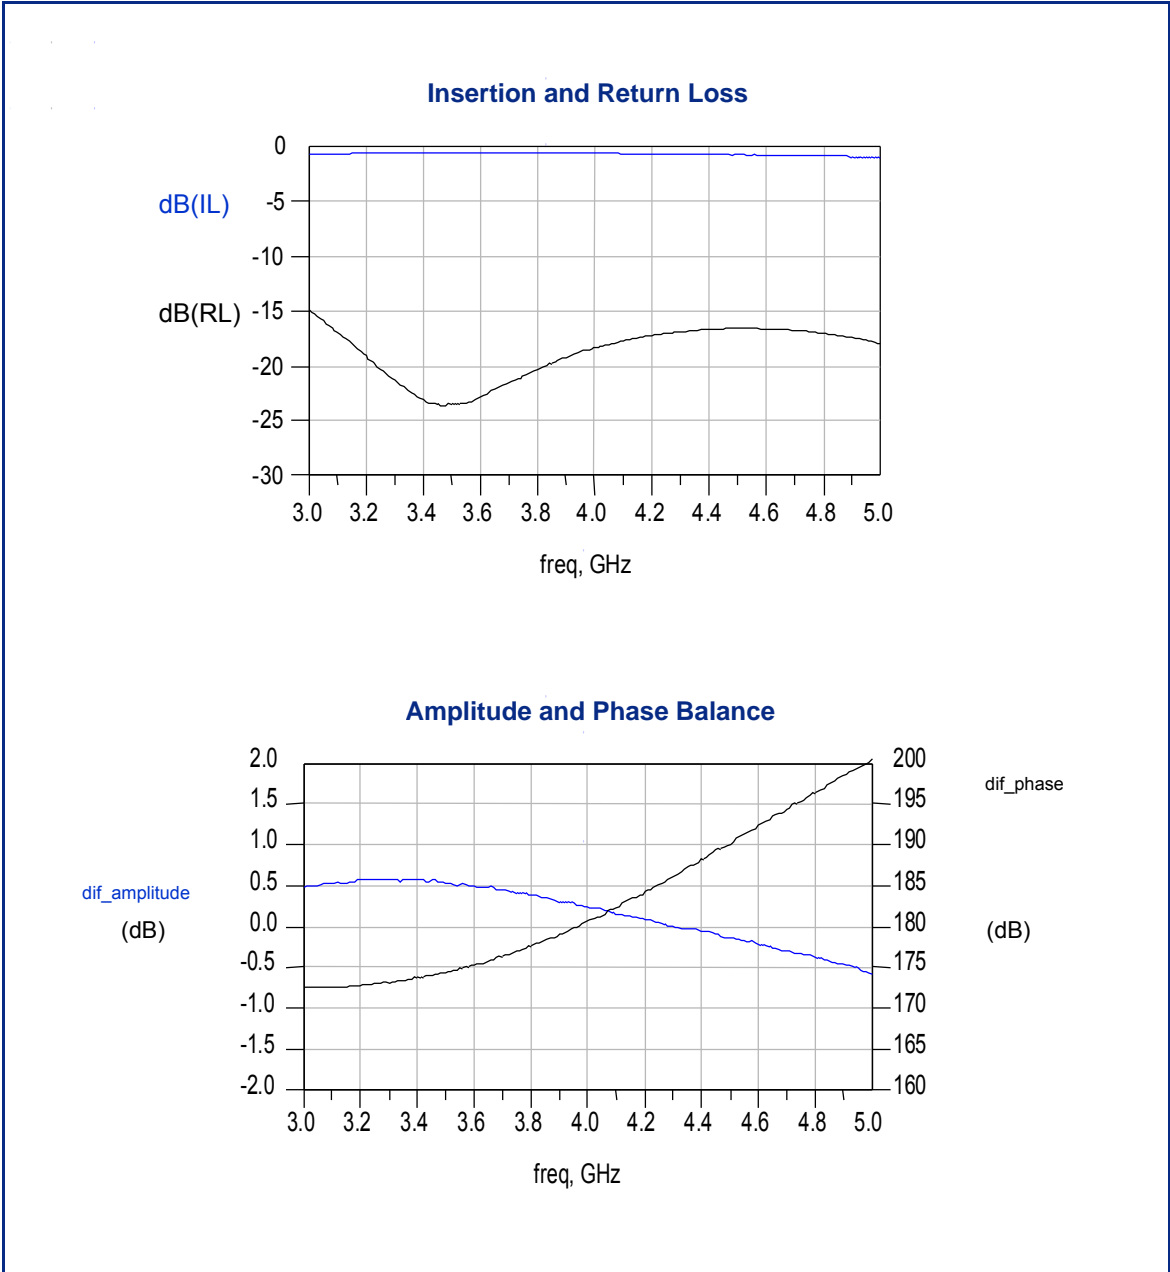 Insertion and Return Loss
0
dB(IL)
-5
-10
dB(RL)
-15
-20
-25
-30
3.0 3.2 3.4 3.6 3.8 4.0 4.2 4.4 4.6 4.8 5.0
freq, GHz
Amplitude and Phase Balance
2.0 200
dif_phase
1.5 195
1.0 190
0.5 185
dif_amplitude
0.0 180
(dB) (dB)
-0.5 175
-1.0 170
-1.5 165
-2.0 160
3.0 3.2 3.4 3.6 3.8 4.0 4.2 4.4 4.6 4.8 5.0
freq, GHz